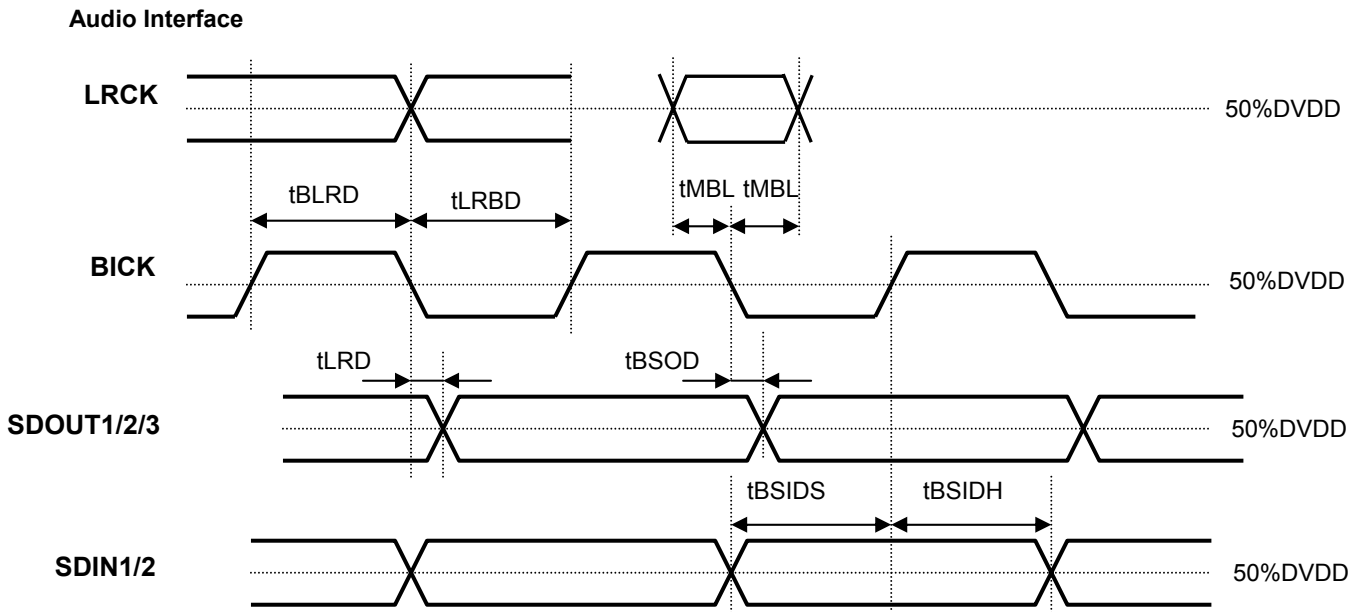 Audio Interface
LRCK
50%DVDD
tBLRD
tLRBD
tMBL
tMBL
BICK
50%DVDD
tLRD
tBSOD
SDOUT1/2/3
50%DVDD
tBSIDS
tBSIDH
SDIN1/2
50%DVDD